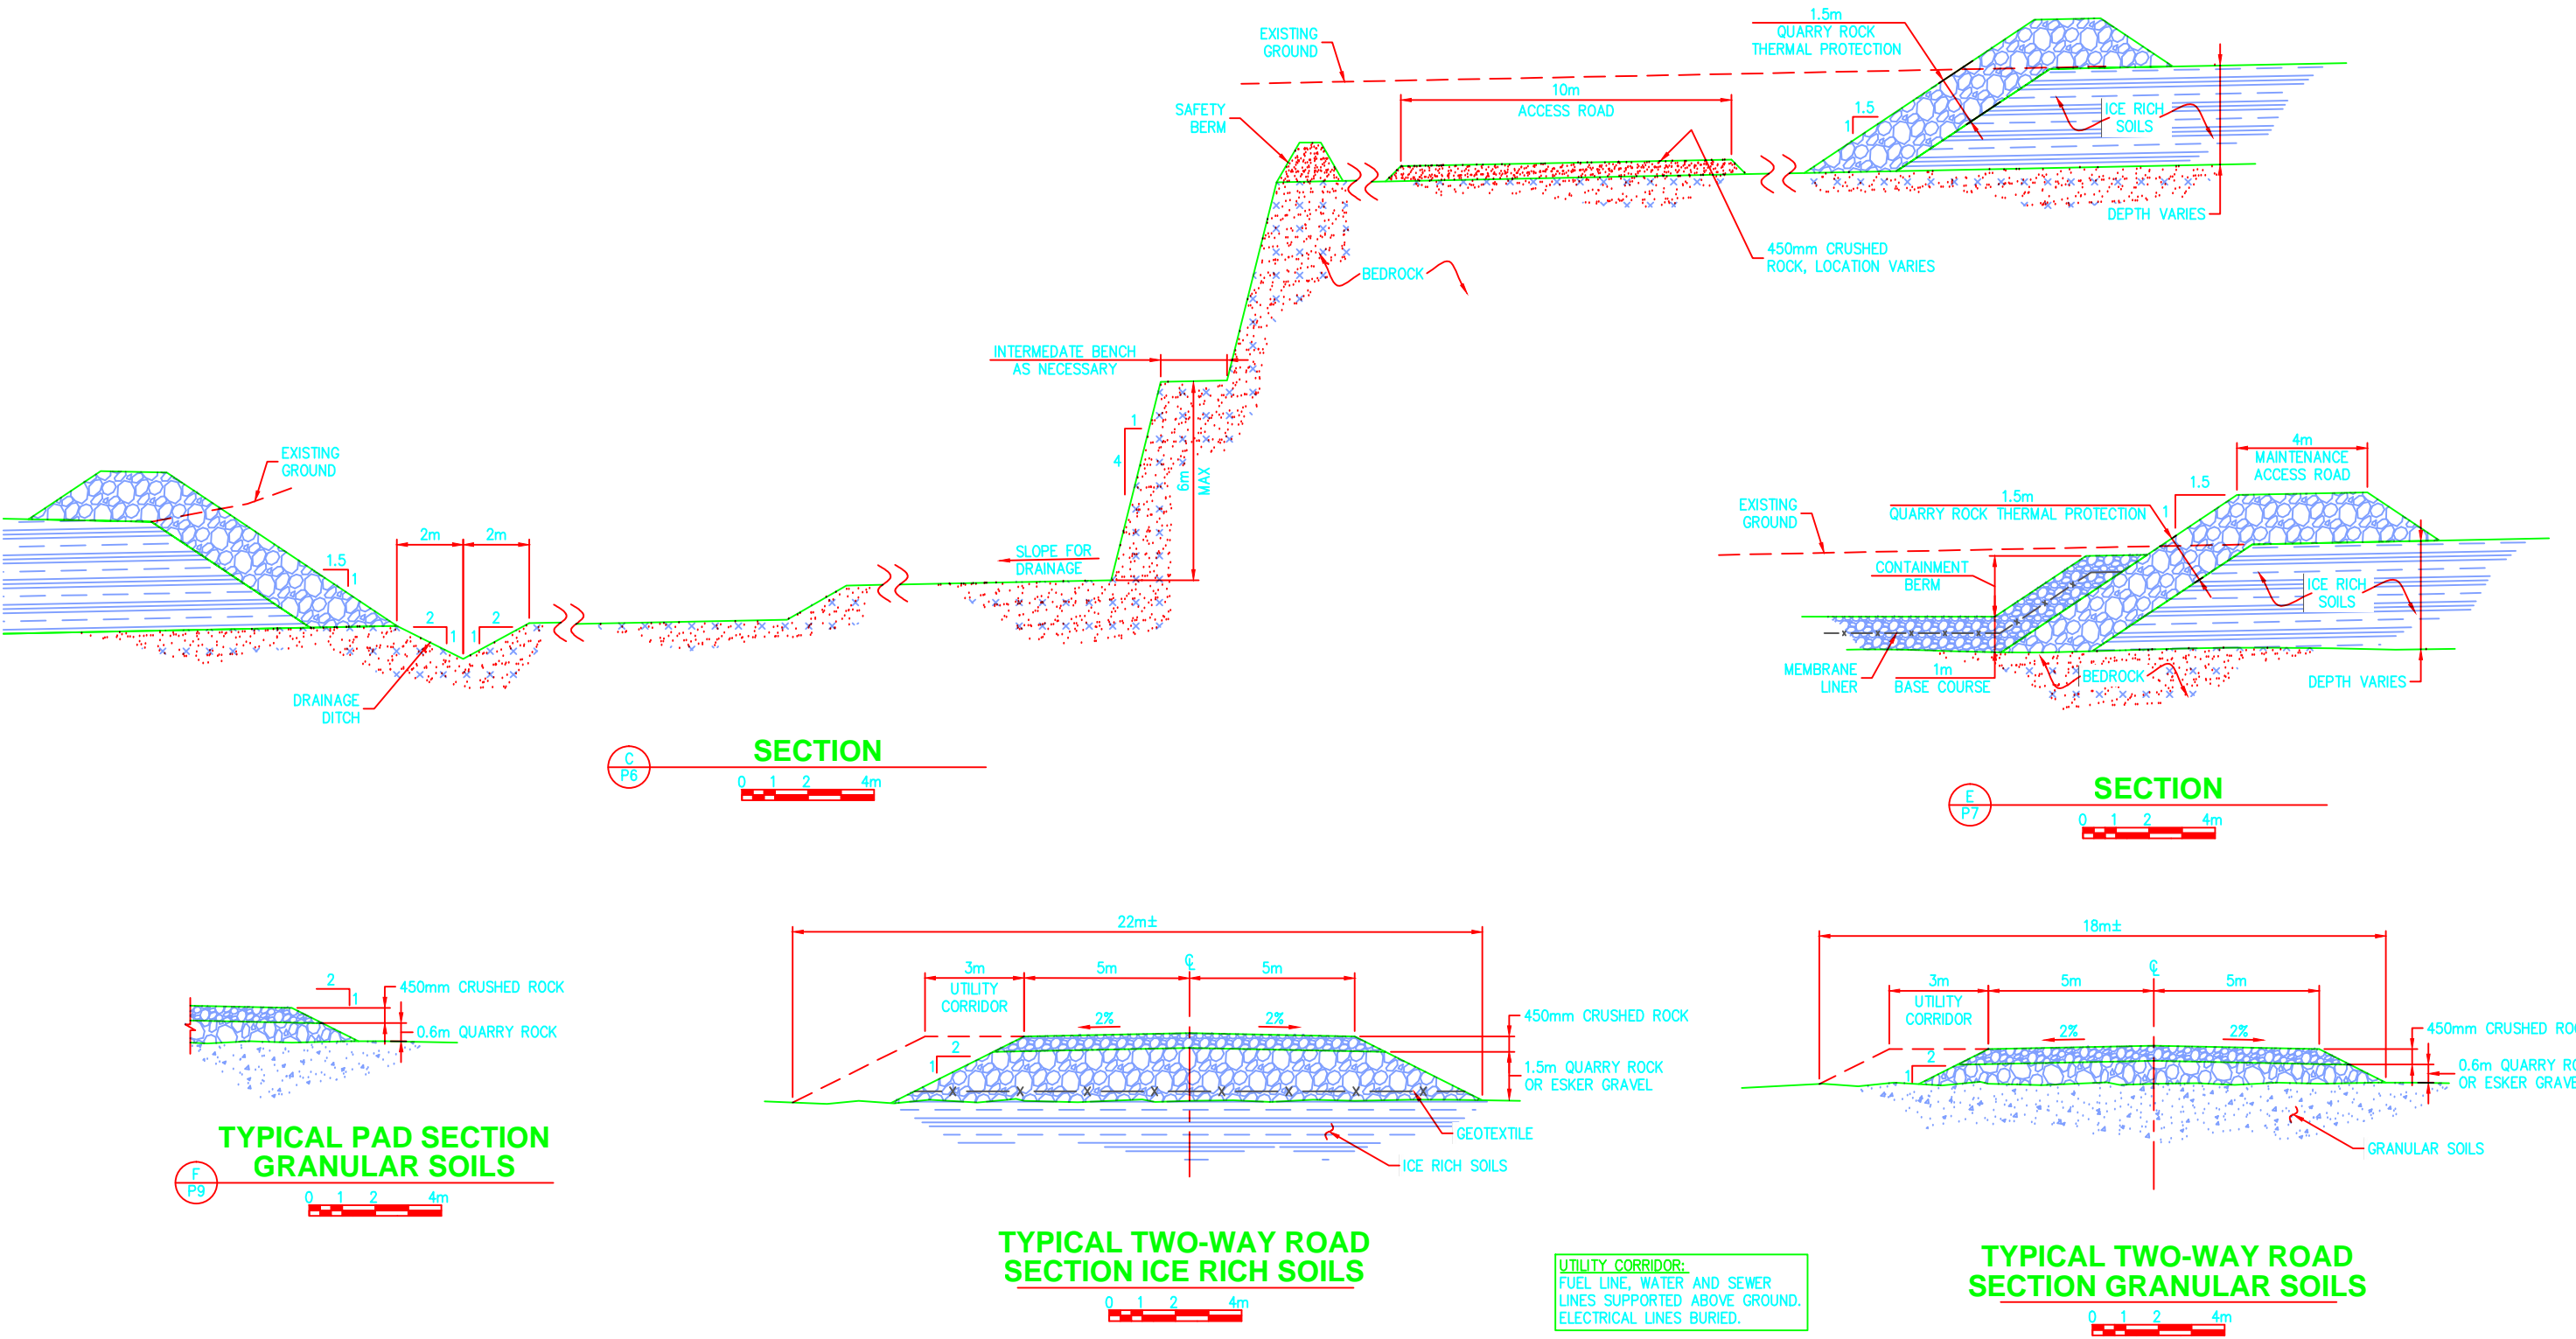 EXISTING
GROUND
SAFETY
BERM
10m
ACCESS ROAD
1.5m
QUARRY ROCK
THERMAL PROTECTION
1.5
1
ICE RICH
SOILS
DEPTH VARIES
450mm CRUSHED
ROCK, LOCATION VARIES
BEDROCK
INTERMEDATE BENCH
AS NECESSARY
1
4
6m
MAX
SLOPE FOR
DRAINAGE
EXISTING
GROUND
1.5
1
2m
2m
2
1
1
2
DRAINAGE
DITCH
C
P6
SECTION
0 1 2 4m
4m
MAINTENANCE
ACCESS ROAD
1.5
1
1.5m
QUARRY ROCK THERMAL PROTECTION
EXISTING
GROUND
CONTAINMENT
BERM
ICE RICH
SOILS
MEMBRANE
LINER
1m
BASE COURSE
BEDROCK
DEPTH VARIES
E
P7
SECTION
0 1 2 4m
2
1
450mm CRUSHED ROCK
0.6m QUARRY ROCK
TYPICAL PAD SECTION
GRANULAR SOILS
F
P9
0 1 2 4m
22m±
3m
5m
℄
5m
UTILITY
CORRIDOR
2%
2%
2
1
450mm CRUSHED ROCK
1.5m QUARRY ROCK
OR ESKER GRAVEL
GEOTEXTILE
ICE RICH SOILS
TYPICAL TWO-WAY ROAD
SECTION ICE RICH SOILS
0 1 2 4m
UTILITY CORRIDOR:
FUEL LINE, WATER AND SEWER
LINES SUPPORTED ABOVE GROUND.
ELECTRICAL LINES BURIED.
18m±
3m
5m
℄
5m
UTILITY
CORRIDOR
2%
2%
2
1
450mm CRUSHED
0.6m QUARRY
OR ESKER
GRANULAR SOILS
TYPICAL TWO-WAY ROAD
SECTION GRANULAR SOILS
0 1 2 4m